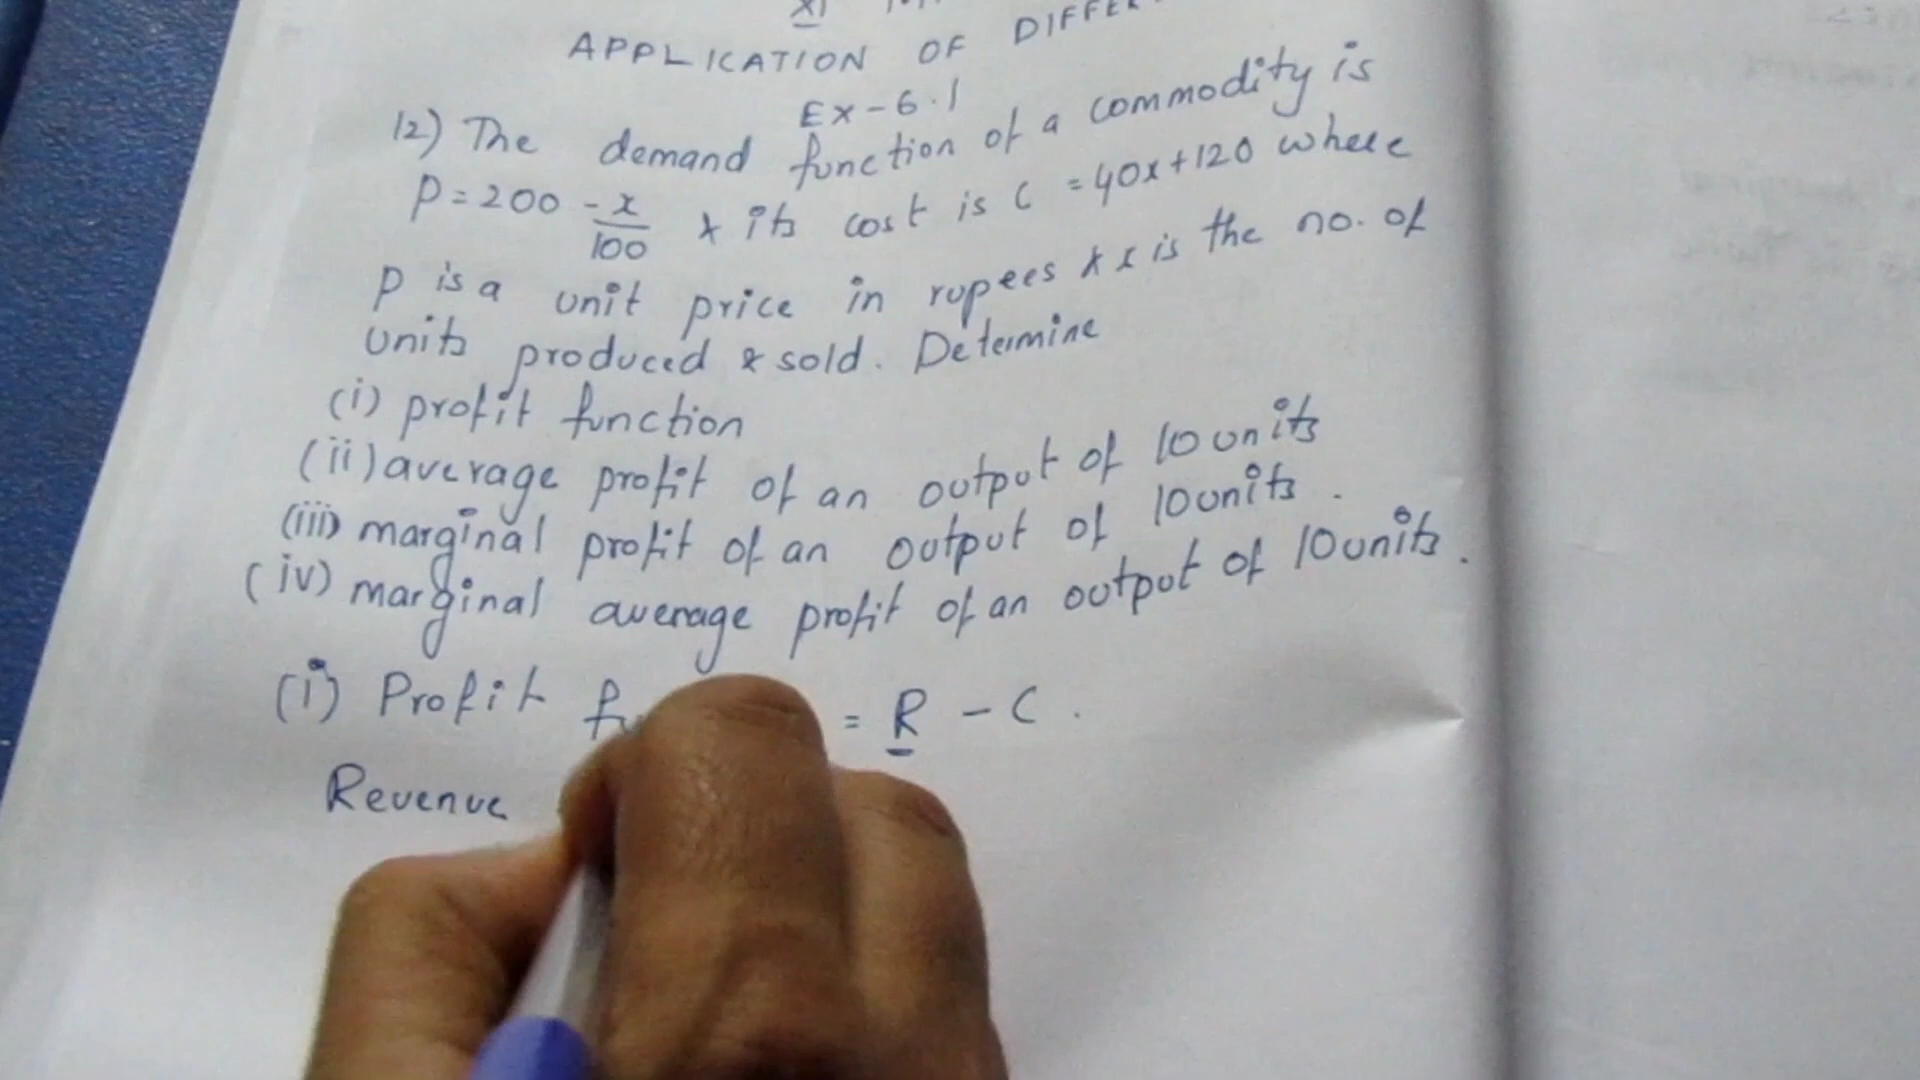 XI
APPLICATION OF DIFFE
Ex-6.1
12) The demand function of a commodity is
P = 200 - x/100 & its cost is C = 40x+120 where
p is a unit price in rupees & x is the no. of
units produced & sold. Determine
(i) profit function
(ii) average profit of an output of 10 units
(iii) marginal profit of an output of 10 units.
(iv) marginal average profit of an output of 10 units.
(i) Profit fu = R - C.
Revenue